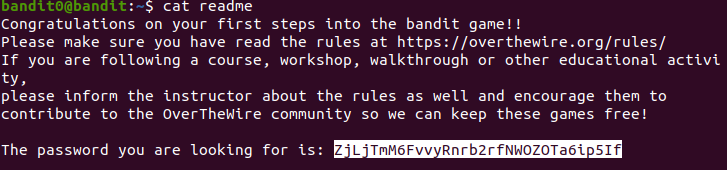 bandit0@bandit:~$ cat readme
Congratulations on your first steps into the bandit game!!
Please make sure you have read the rules at https://overthewire.org/rules/
If you are following a course, workshop, walkthrough or other educational activi
ty,
please inform the instructor about the rules as well and encourage them to
contribute to the OverTheWire community so we can keep these games free!
The password you are looking for is: ZjLjTmM6FvvyRnrb2rfNWOZOTa6ip5If